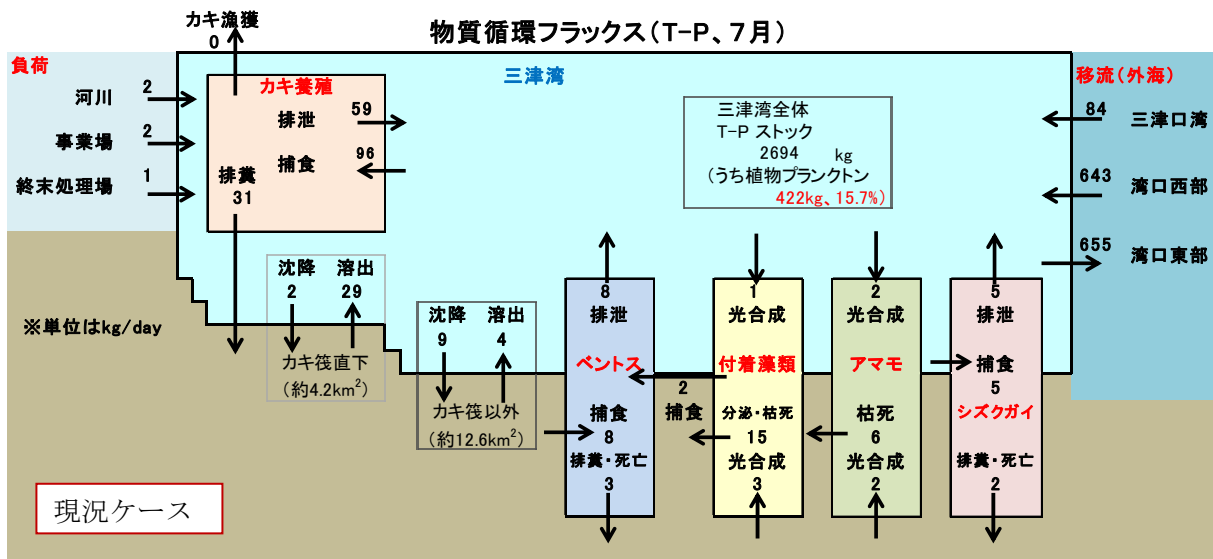 物質循環フラックス(T-P、７月)
カキ漁獲
0
負荷
河川
2
事業場
2
終末処理場
1
カキ養殖
排泄
59
捕食
96
排糞
31
三津湾
三津湾全体
T-P ストック
2694 kg
(うち植物プランクトン
422kg、15.7%)
移流(外海)
84
三津口湾
643
湾口西部
655
湾口東部
※単位はkg/day
沈降 溶出
2 29
カキ筏直下
(約4.2km²)
沈降 溶出
9 4
カキ筏以外
(約12.6km²)
8
排泄
ベントス
捕食
8
排糞・死亡
3
2
捕食
1
光合成
付着藻類
分泌・枯死
15
光合成
3
2
光合成
アマモ
枯死
6
光合成
2
5
排泄
捕食
5
シズクガイ
排糞・死亡
2
現況ケース